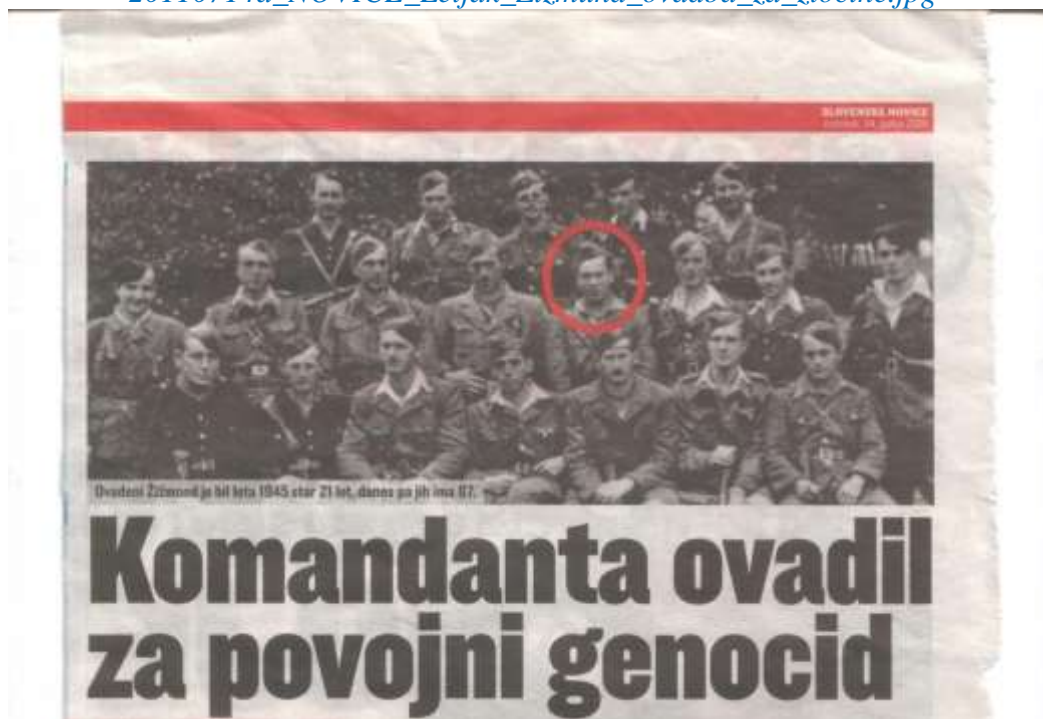 SLOVENSKE NOVICE
Ovadeni Žižmond je bil leta 1945 star 21 let, danes pa jih ima 87.
Komandanta ovadil
za povojni genocid